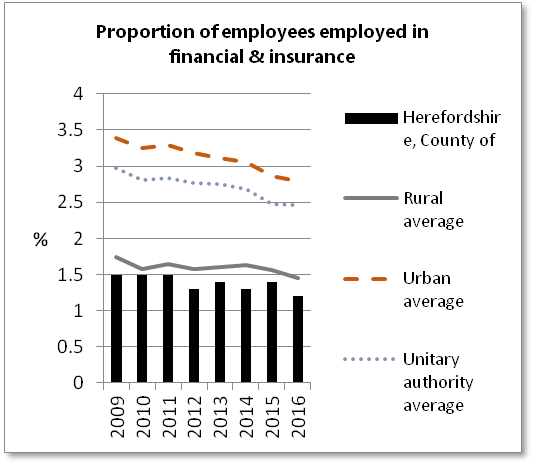 Proportion of employees employed in
financial & insurance
4
3.5
3
2.5
2
1.5
1
0.5
0
%
2009
2010
2011
2012
2013
2014
2015
2016
Herefordshir
e, County of
Rural
average
Urban
average
Unitary
authority
average